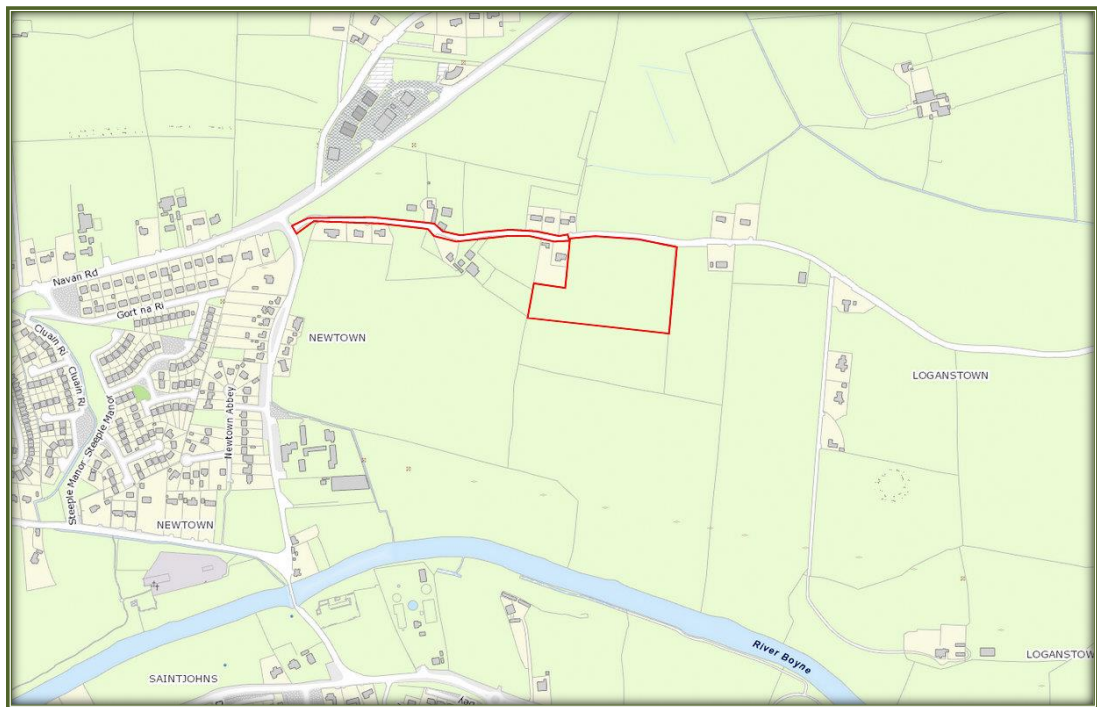 Navan Rd
Gort na Ri
Cluain Ri
Cluain Ri
Steeple Manor
Steeple Manor
Newtown Abbey
NEWTOWN
NEWTOWN
LOGANSTOWN
River Boyne
LOGANSTOW
SAINTJOHNS